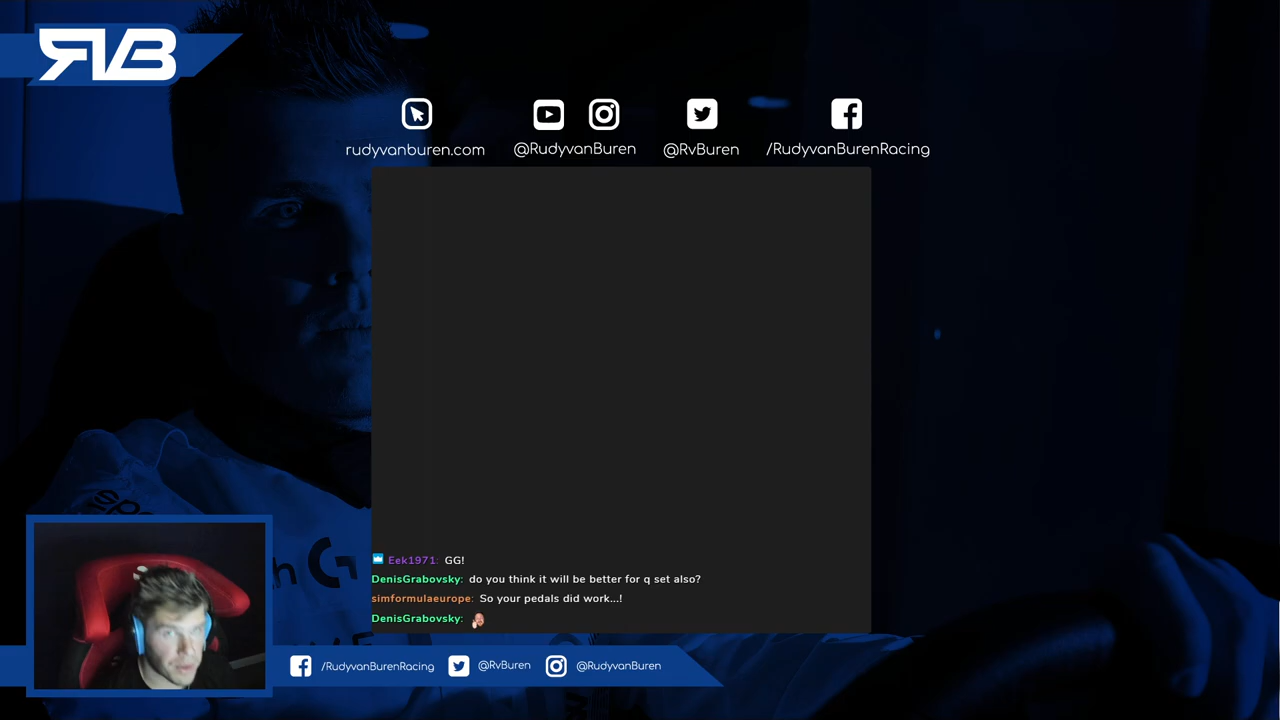 RVB
rudyvanburen.com
@RudyvanBuren
@RvBuren
/RudyvanBurenRacing
Eek1971: GG!
DenisGrabovsky: do you think it will be better for q set also?
simformulaeurope: So your pedals did work...!
DenisGrabovsky:
/RudyvanBurenRacing
@RvBuren
@RudyvanBuren